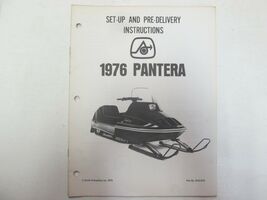 SET-UP AND PRE-DELIVERY
INSTRUCTIONS
1976 PANTERA